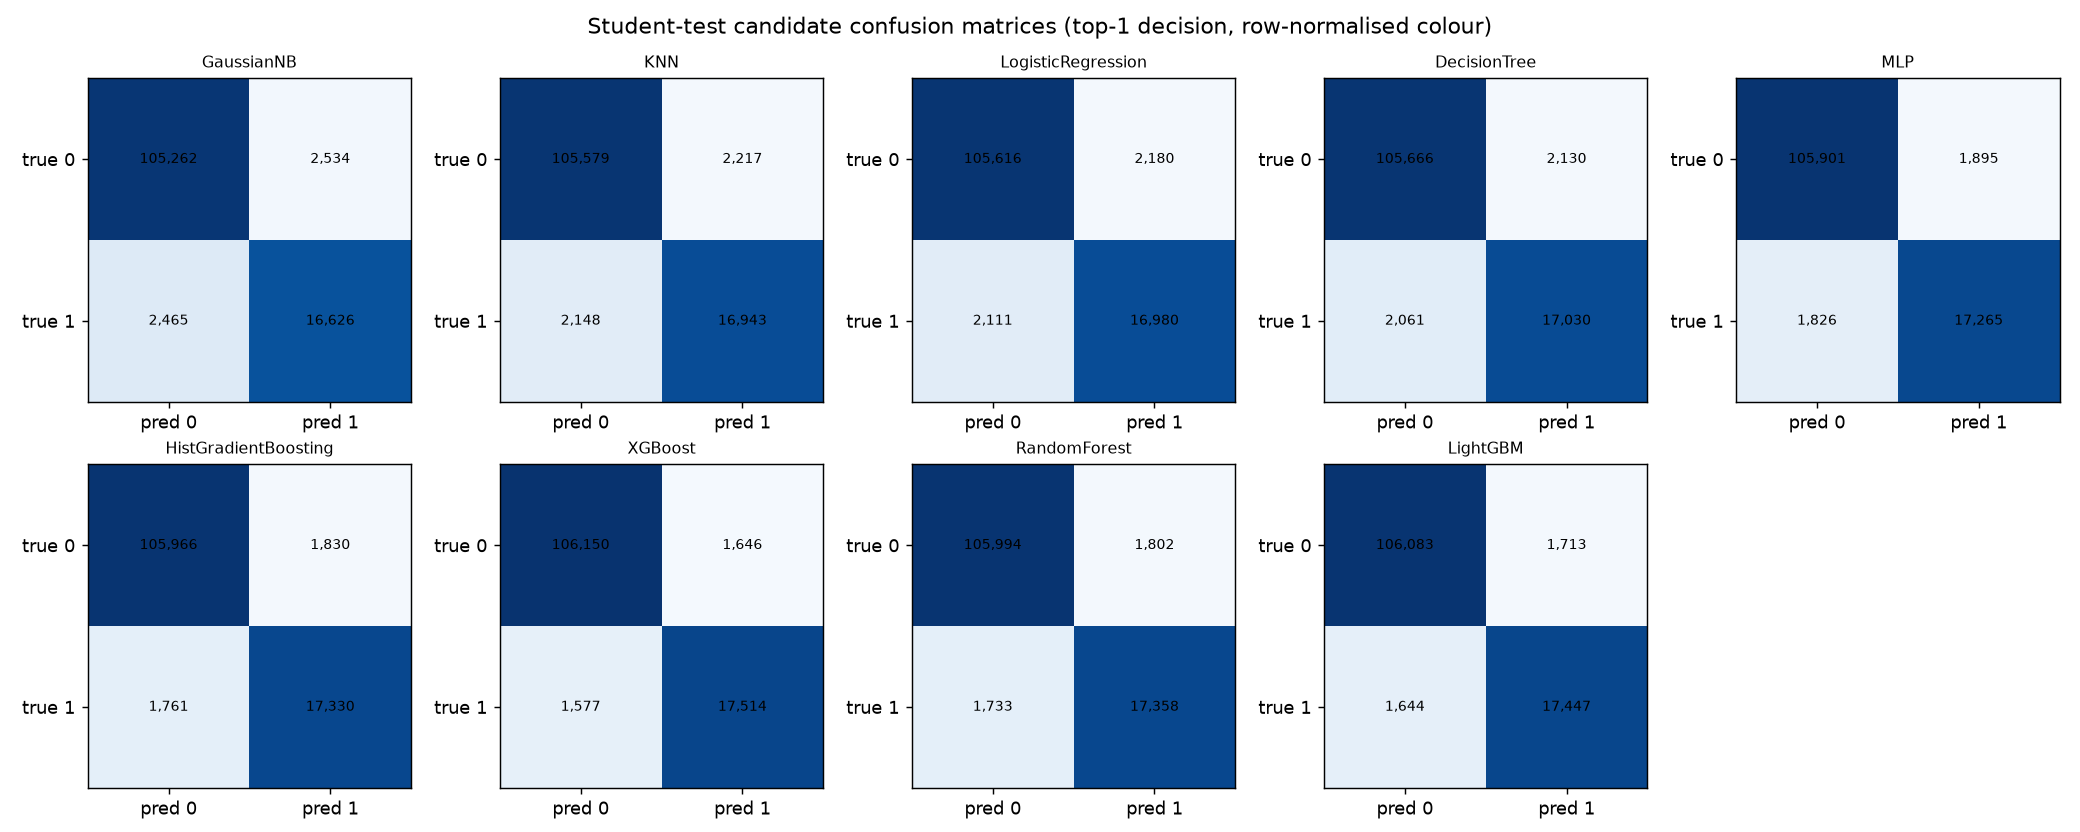 Student-test candidate confusion matrices (top-1 decision, row-normalised colour)
GaussianNB
KNN
LogisticRegression
DecisionTree
MLP
true 0
105,262
2,534
true 0
105,579
2,217
true 0
105,616
2,180
true 0
105,666
2,130
true 0
105,901
1,895
true 1
2,465
16,626
true 1
2,148
16,943
true 1
2,111
16,980
true 1
2,061
17,030
true 1
1,826
17,265
pred 0
pred 1
pred 0
pred 1
pred 0
pred 1
pred 0
pred 1
pred 0
pred 1
HistGradientBoosting
XGBoost
RandomForest
LightGBM
true 0
105,966
1,830
true 0
106,150
1,646
true 0
105,994
1,802
true 0
106,083
1,713
true 1
1,761
17,330
true 1
1,577
17,514
true 1
1,733
17,358
true 1
1,644
17,447
pred 0
pred 1
pred 0
pred 1
pred 0
pred 1
pred 0
pred 1